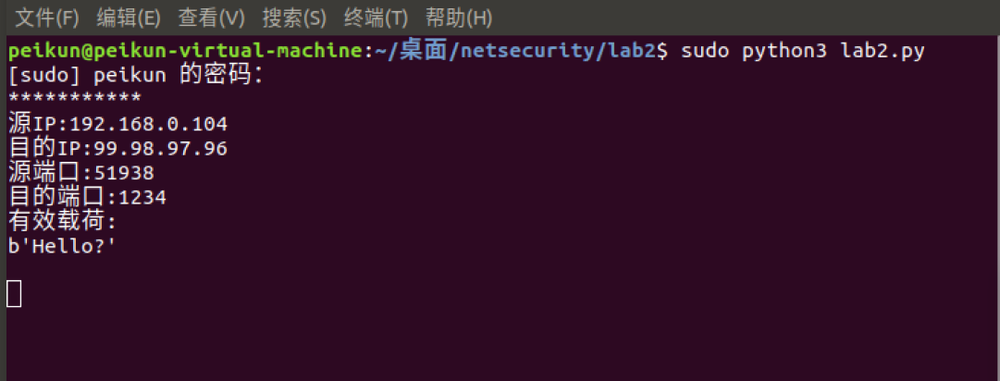 文件(F) 编辑(E) 查看(V) 搜索(S) 终端(T) 帮助(H)
peikun@peikun-virtual-machine:~/桌面/netsecurity/lab2$ sudo python3 lab2.py
[sudo] peikun 的密码：
***********
源IP:192.168.0.104
目的IP:99.98.97.96
源端口:51938
目的端口:1234
有效载荷:
b'Hello?'